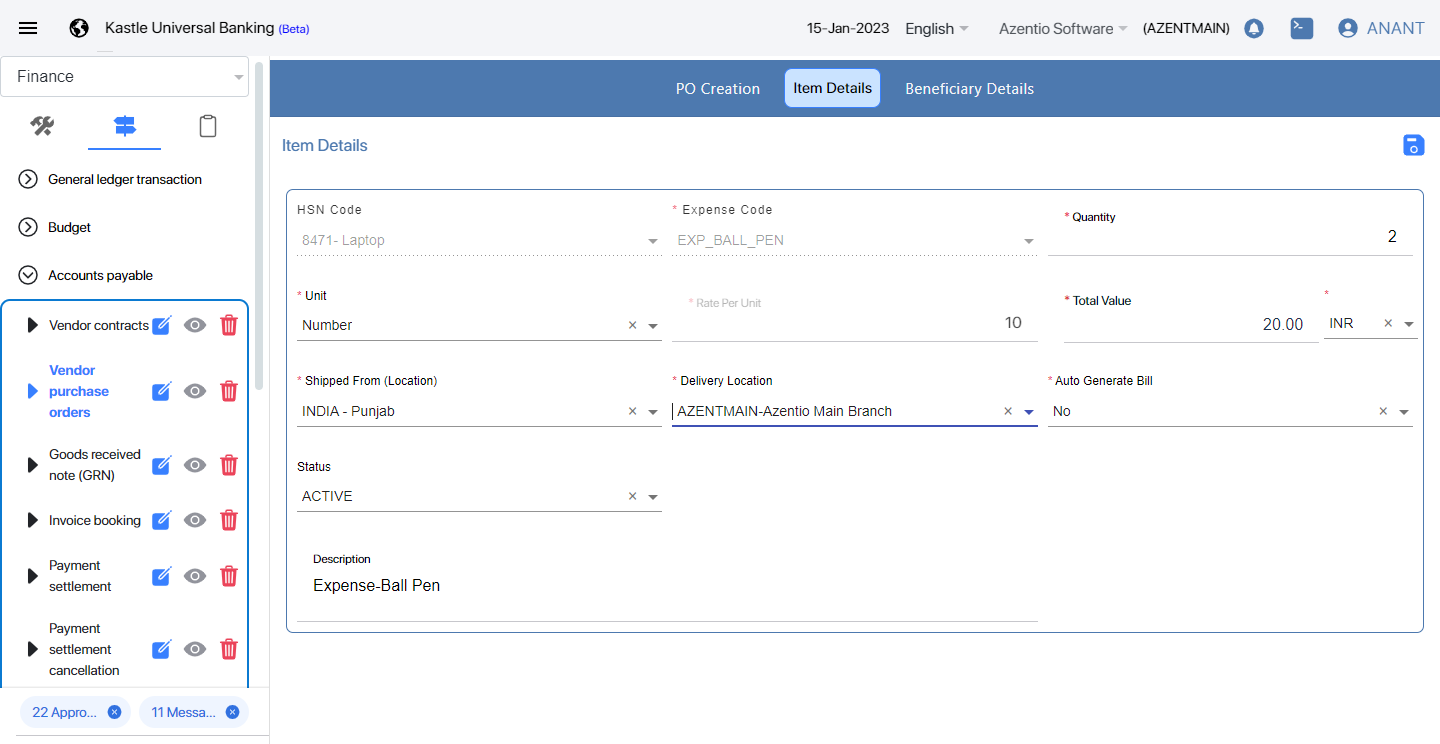 Kastle Universal Banking (Beta)
15-Jan-2023
English
Azentio Software
(AZENTMAIN)
ANANT
Finance
General ledger transaction
Budget
Accounts payable
Vendor contracts
Vendor
purchase
orders
Goods received
note (GRN)
Invoice booking
Payment
settlement
Payment
settlement
cancellation
22 Appro...
11 Messa...
PO Creation
Item Details
Beneficiary Details
Item Details
HSN Code
8471- Laptop
* Expense Code
EXP_BALL_PEN
* Quantity
2
* Unit
Number
* Rate Per Unit
10
* Total Value
20.00
*
INR
* Shipped From (Location)
INDIA - Punjab
* Delivery Location
AZENTMAIN-Azentio Main Branch
* Auto Generate Bill
No
Status
ACTIVE
Description
Expense-Ball Pen